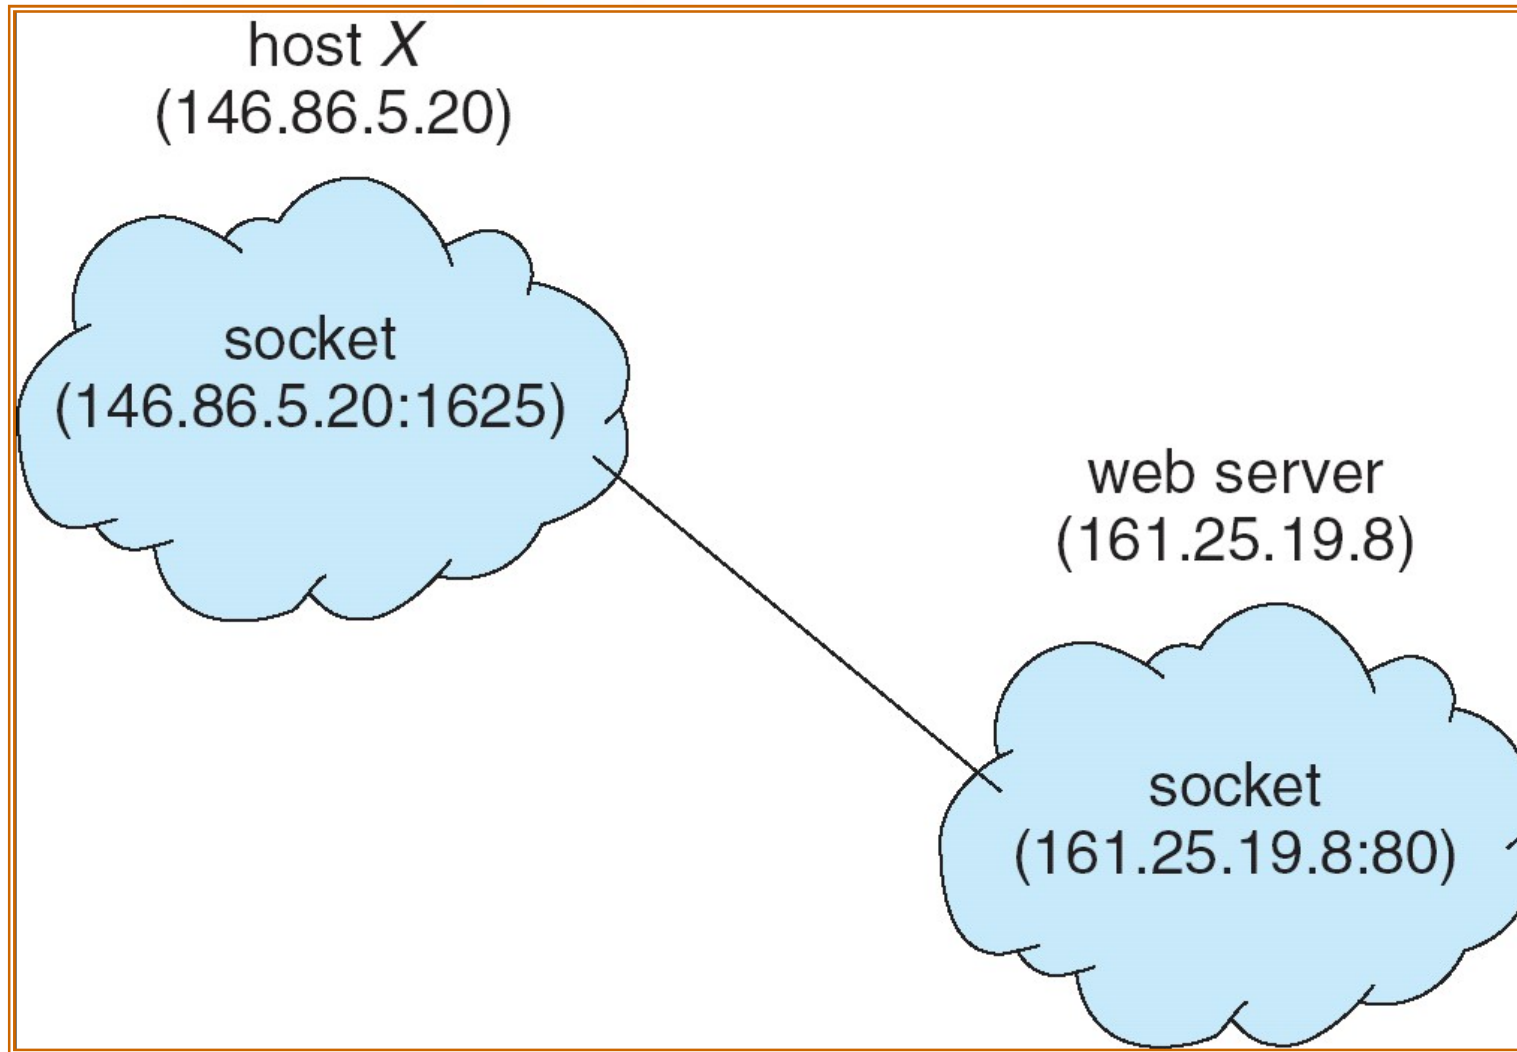 host X
(146.86.5.20)
socket
(146.86.5.20:1625)
web server
(161.25.19.8)
socket
(161.25.19.8:80)